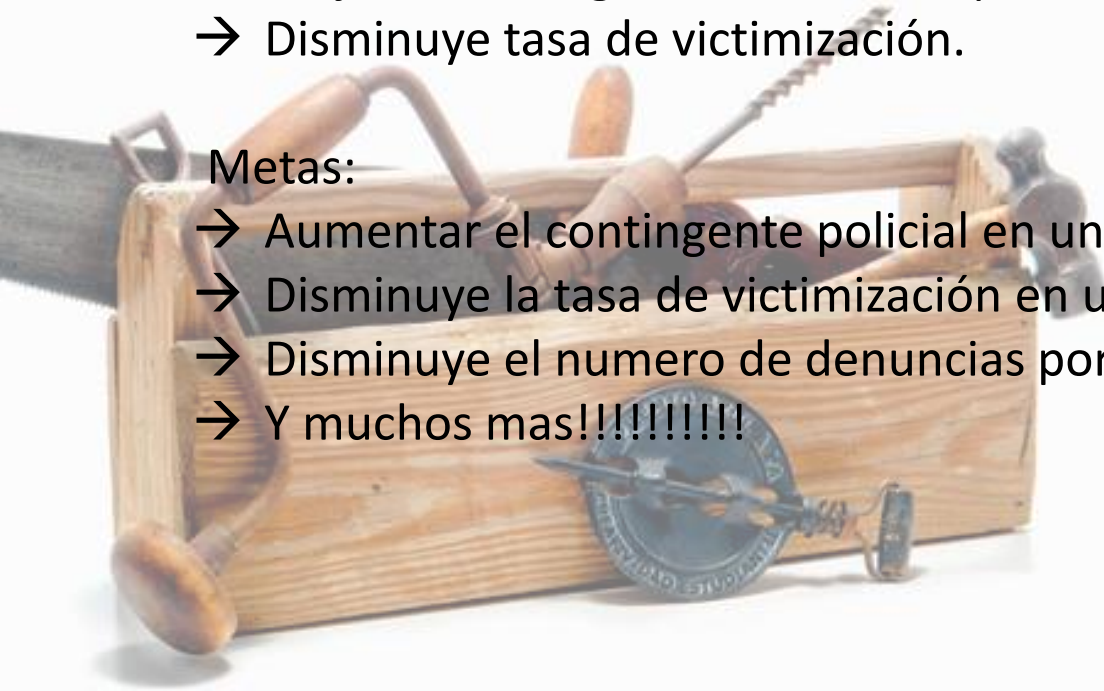 → Disminuye tasa de victimización.
Metas:
→ Aumentar el contingente policial en un
→ Disminuye la tasa de victimización en
→ Disminuye el numero de denuncias por
→ Y muchos mas!!!!!!!!!!